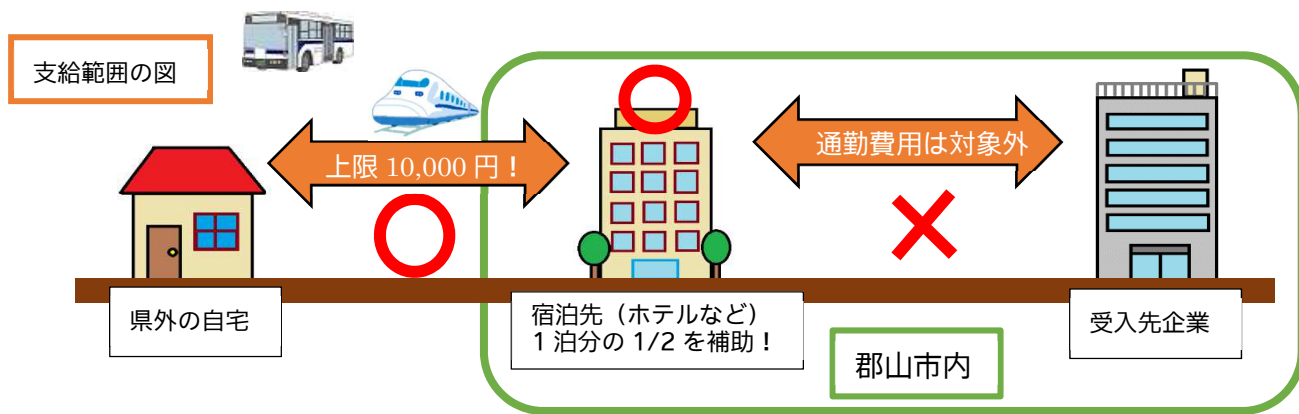 支給範囲の図
上限 10,000 円！
通勤費用は対象外
県外の自宅
宿泊先（ホテルなど）
1 泊分の 1/2 を補助！
受入先企業
郡山市内